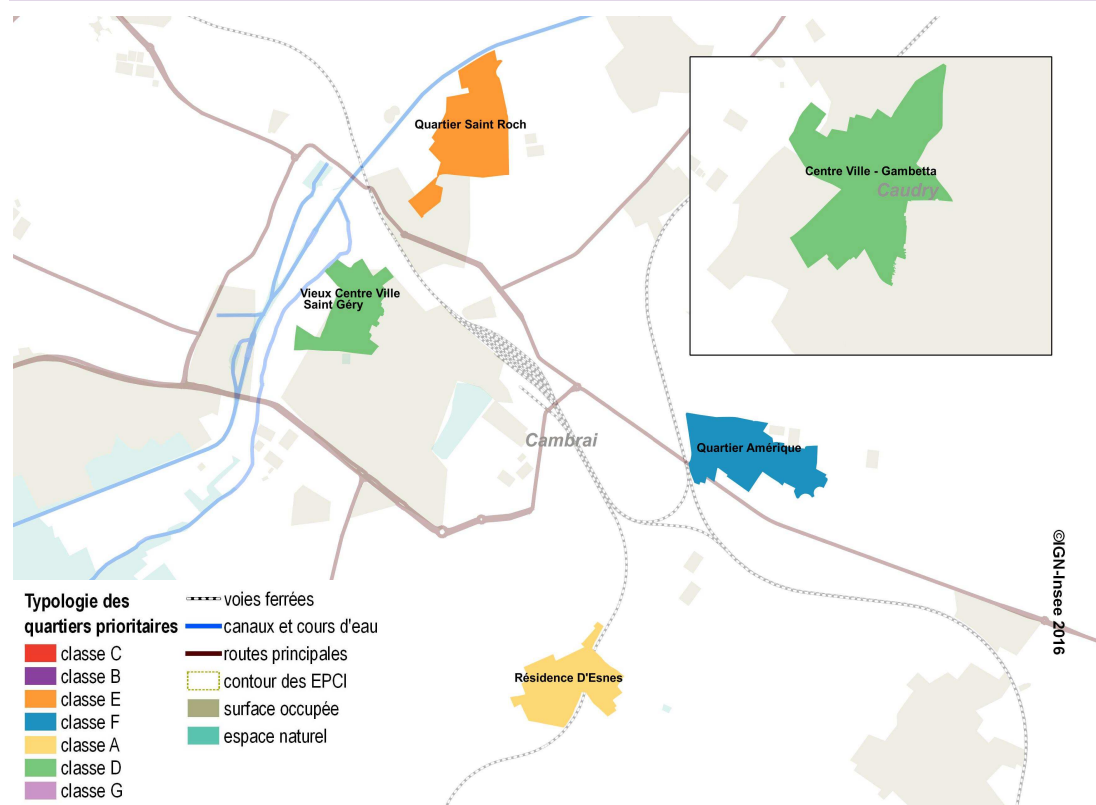 Quartier Saint Roch
Centre Ville - Gambetta
Caudry
Vieux Centre Ville
Saint Géry
Cambrai
Quartier Amérique
Résidence D'Esnes
©IGN-Insee 2016
Typologie des
quartiers prioritaires
classe C
classe B
classe E
classe F
classe A
classe D
classe G
voies ferrées
canaux et cours d'eau
routes principales
contour des EPCI
surface occupée
espace naturel